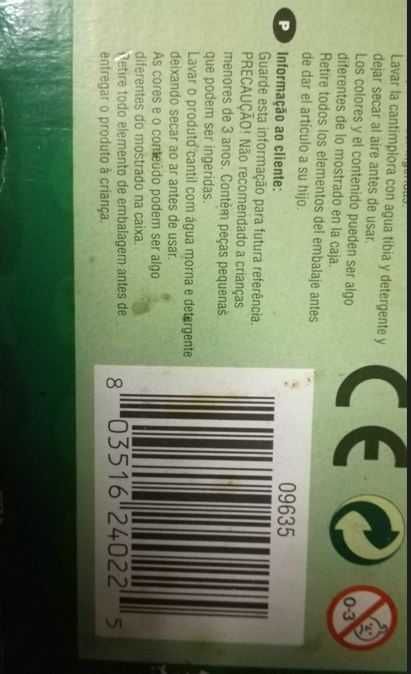 Lavar la cantimplora con agua tibia y detergente y
dejar secar al aire antes de usar.
Los colores y el contenido pueden ser algo
diferentes de lo mostrado en la caja.
Retire todos los elementos del embalaje antes
de dar el artículo a su hijo.
P Informação ao cliente:
Guarde esta informação para futura referência.
PRECAUÇÃO! Não recomendado a crianças
menores de 3 anos. Contém peças pequenas
que podem ser ingeridas.
Lavar o produto cantil com água morna e detergente
deixando secar ao ar antes de usar.
As cores e o conteúdo podem ser algo
diferentes do mostrado na caixa.
Retire todo elemento de embalagem antes de
entregar o produto à criança.
CE
0-3
09635
8 03516 24022 5